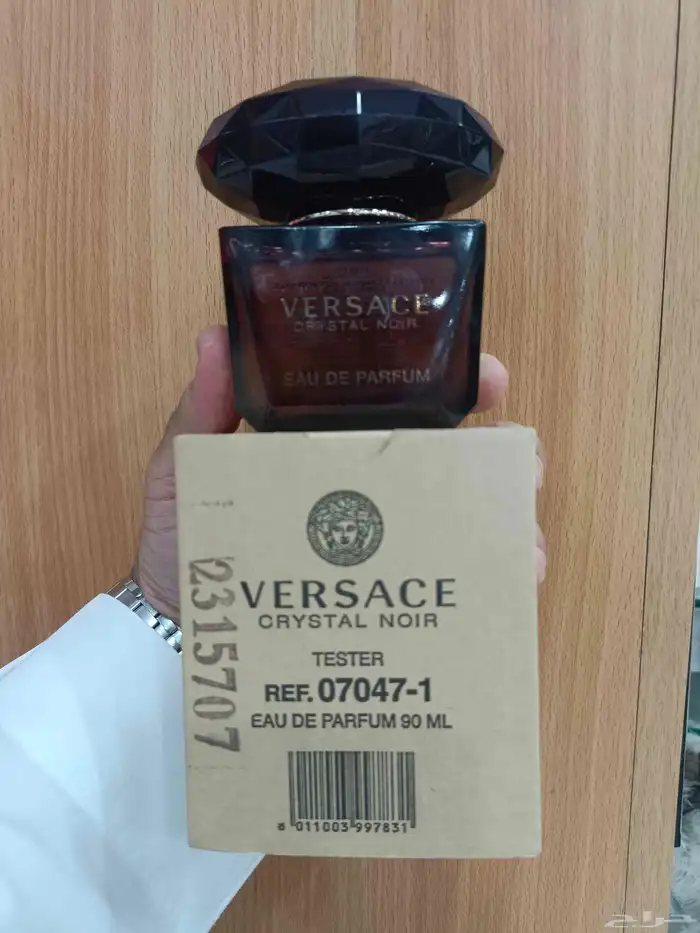 VERSACE
CRYSTAL NOIR
EAU DE PARFUM
VERSACE
CRYSTAL NOIR
TESTER
REF. 07047-1
EAU DE PARFUM 90 ML
8 011003 997831
2315707
حراج